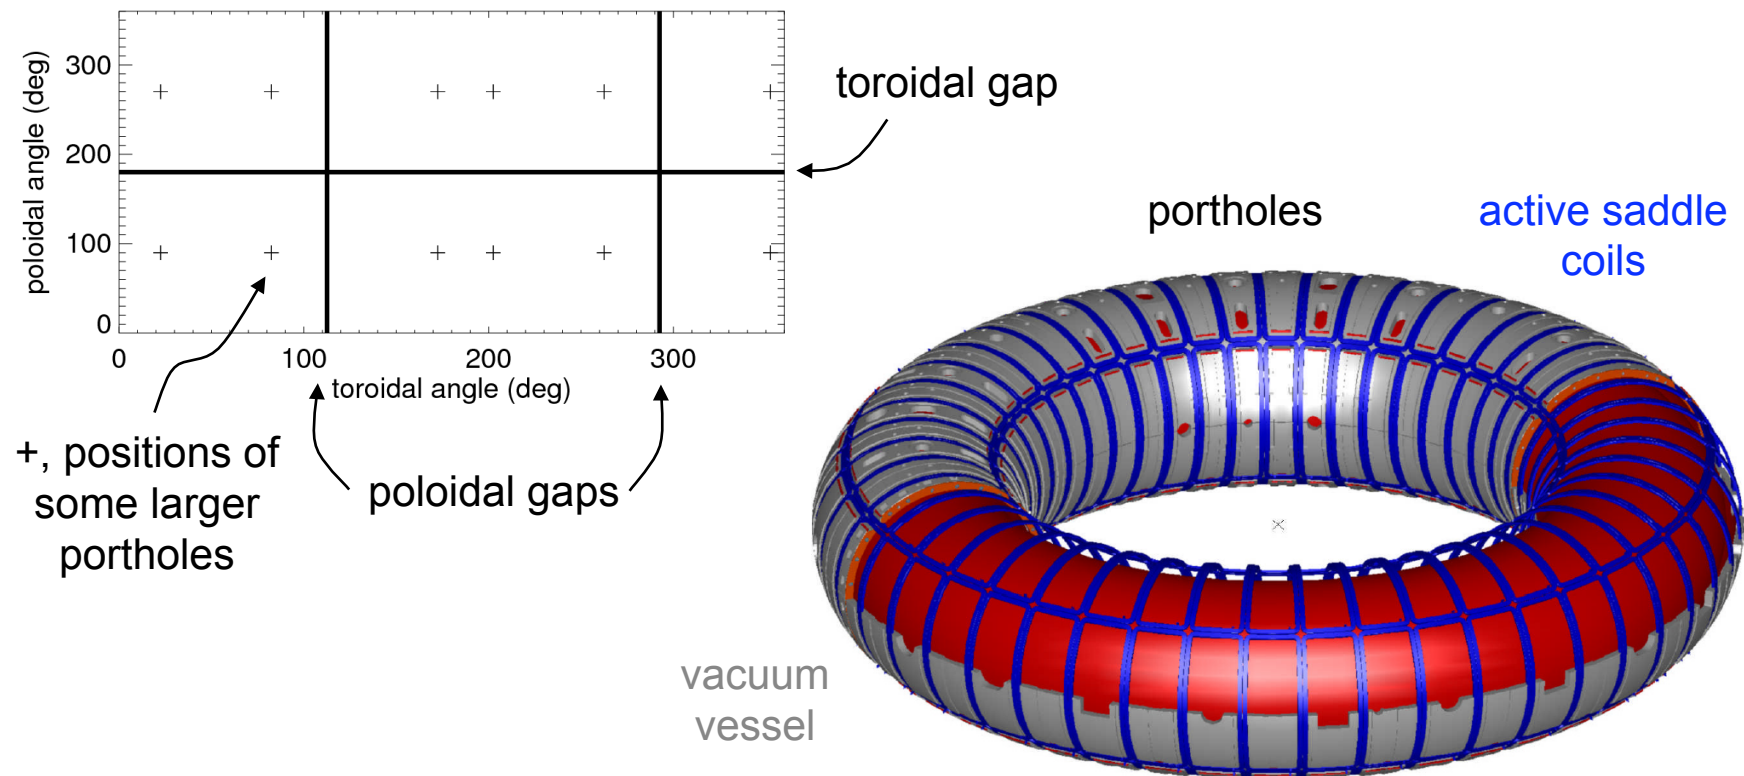 poloidal angle (deg)
300
200
100
0
0
100
200
300
toroidal angle (deg)
toroidal gap
+, positions of
some larger
portholes
poloidal gaps
portholes
active saddle
coils
vacuum
vessel